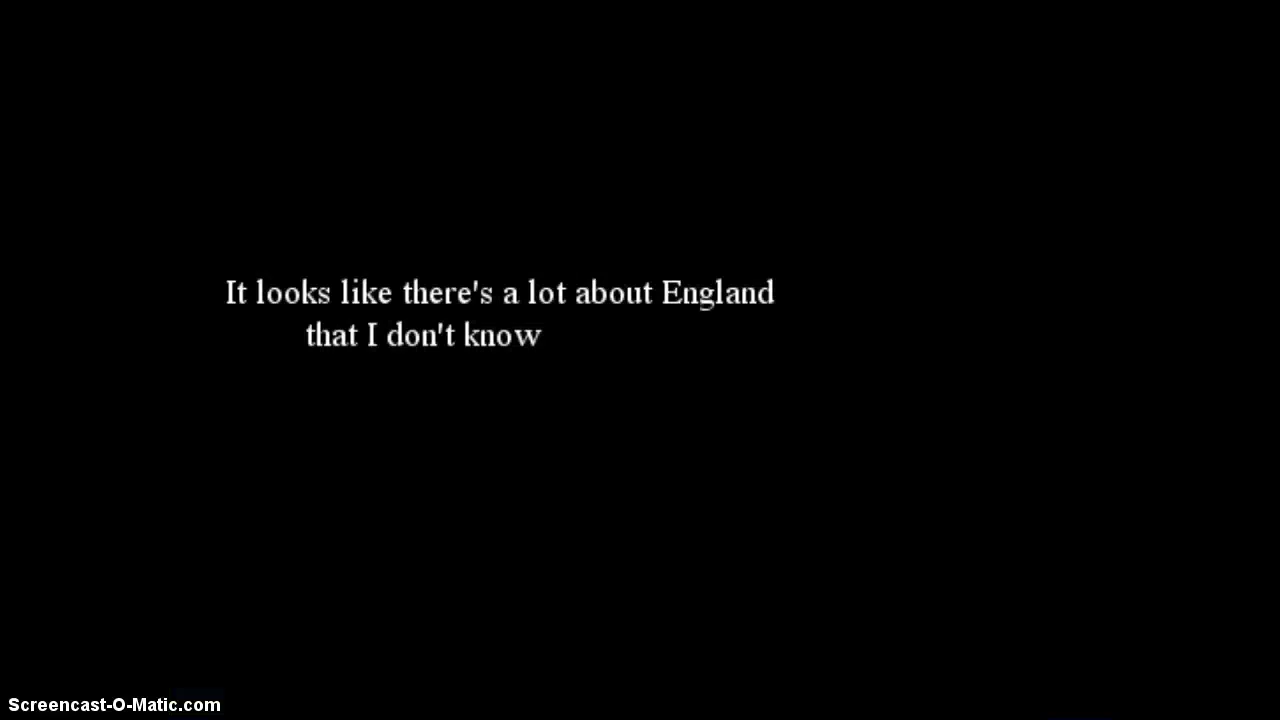 It looks like there's a lot about England
that I don't know
Screencast-O-Matic.com